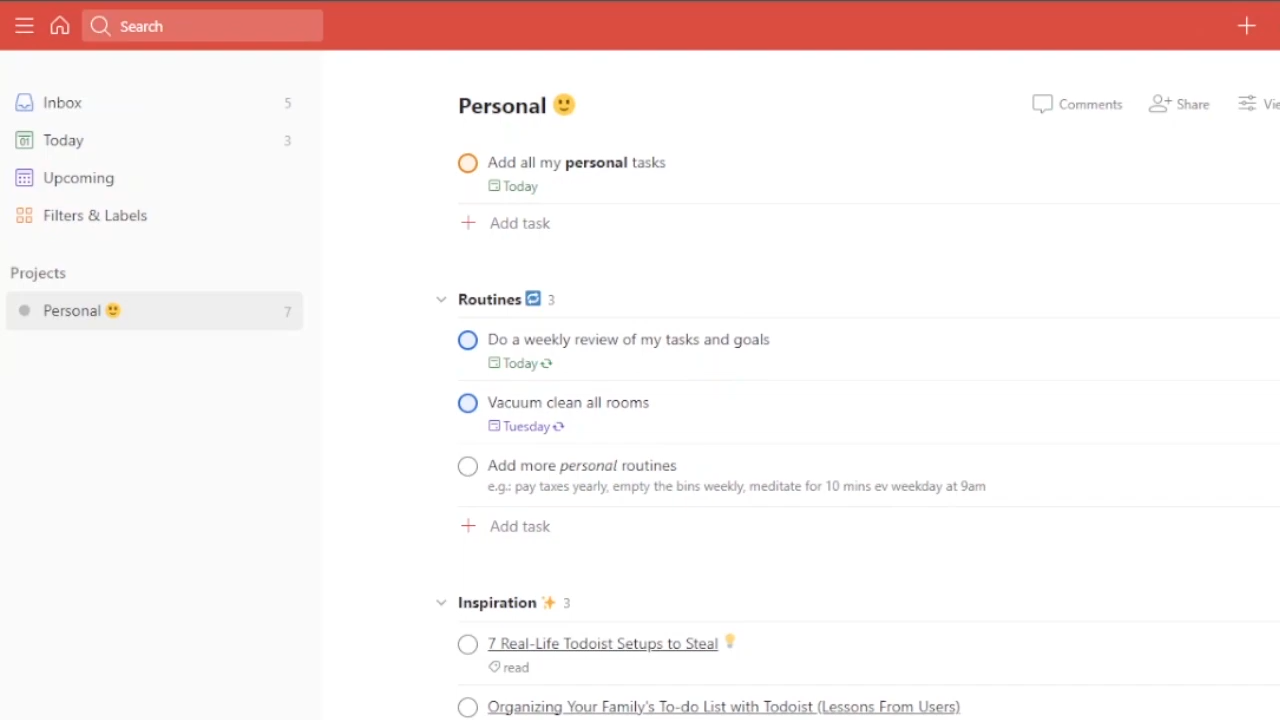 Search
Inbox 5
01 Today 3
Upcoming
Filters & Labels
Projects
Personal 🙂 7
Personal 🙂
Comments Share Vie
Add all my personal tasks
Today
Add task
Routines 🔁 3
Do a weekly review of my tasks and goals
Today
Vacuum clean all rooms
Tuesday
Add more personal routines
e.g.: pay taxes yearly, empty the bins weekly, meditate for 10 mins ev weekday at 9am
Add task
Inspiration ✨ 3
7 Real-Life Todoist Setups to Steal 💡
read
Organizing Your Family's To-do List with Todoist (Lessons From Users)